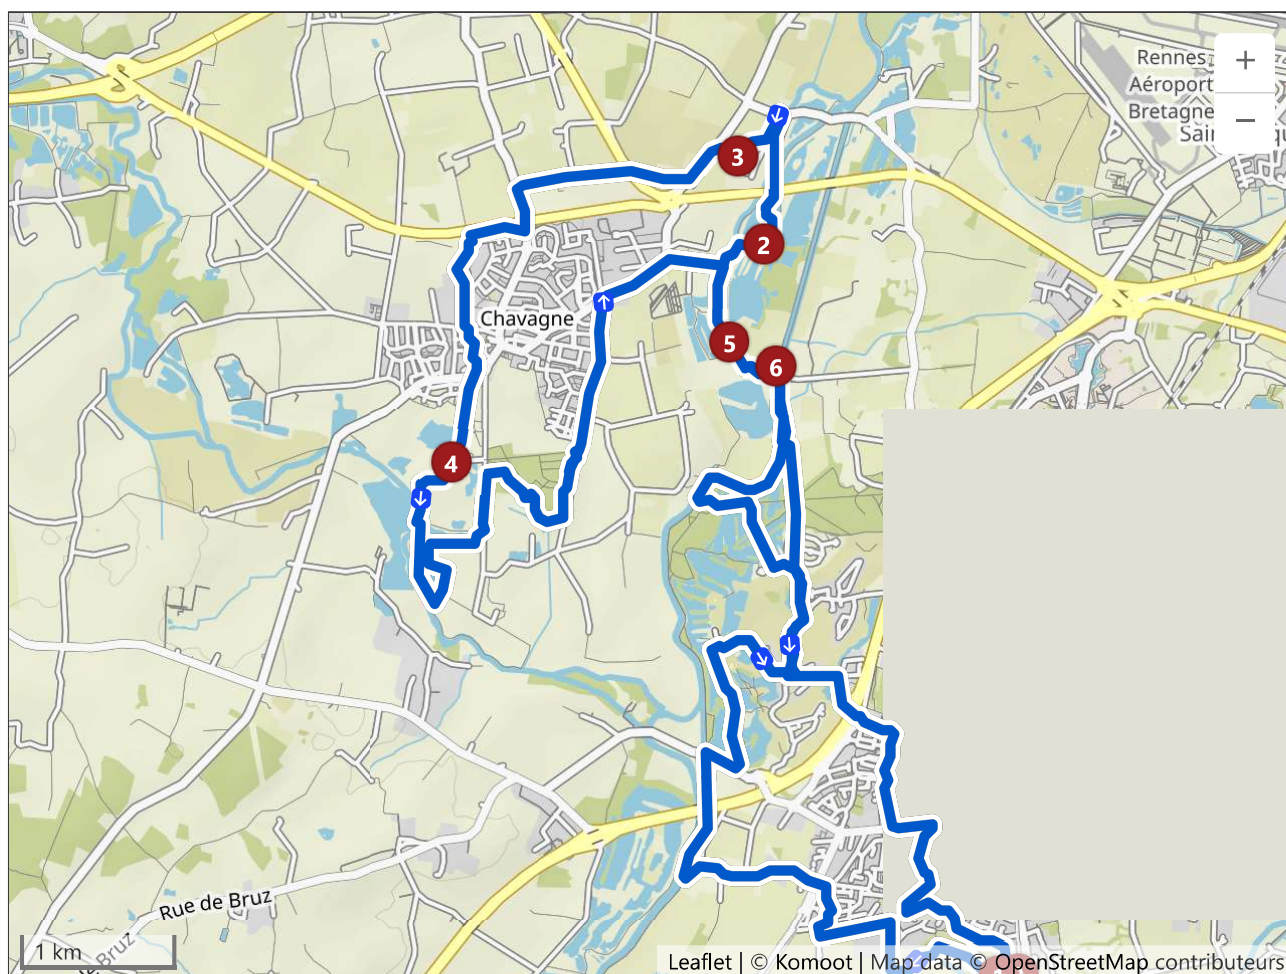 Rennes
Aéroport
Bretagne
+
−
3
2
Chavagne
5
6
4
Rue de Bruz
Bruz
1 km
Leaflet | © Komoot | Map data © OpenStreetMap contributeurs